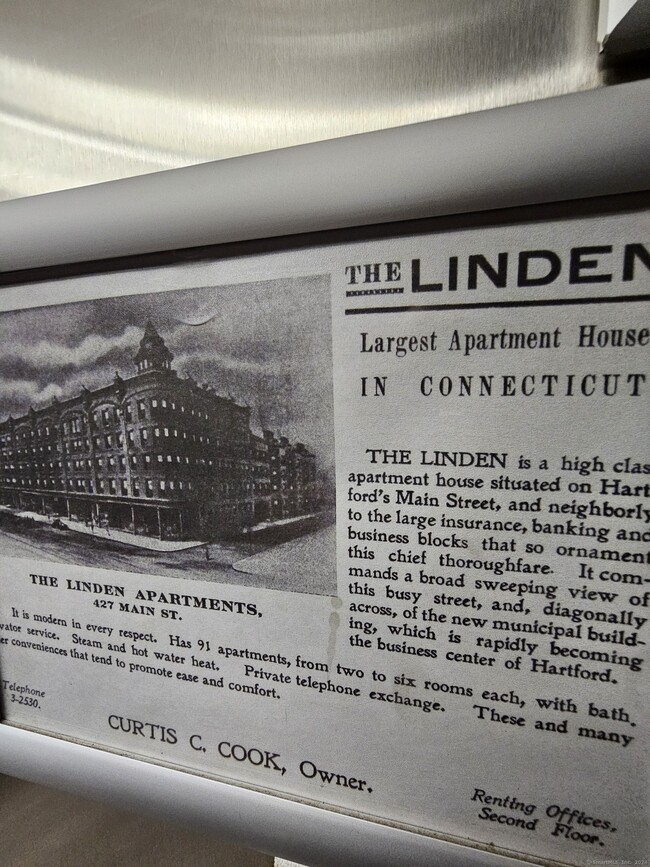 THE LINDEN
Largest Apartment House
IN CONNECTICUT
THE LINDEN is a high clas
apartment house situated on Hart
ford's Main Street, and neighborly
to the large insurance, banking and
business blocks that so ornament
this chief thoroughfare. It com-
mands a broad sweeping view of
this busy street, and, diagonally
across, of the new municipal build-
ing, which is rapidly becoming
the business center of Hartford.
THE LINDEN APARTMENTS,
427 MAIN ST.
It is modern in every respect. Has 91 apartments, from two to six rooms each, with bath.
vator service. Steam and hot water heat. Private telephone exchange. These and many
er conveniences that tend to promote ease and comfort.
Telephone
3-2530.
CURTIS C. COOK, Owner.
Renting Offices,
Second Floor.